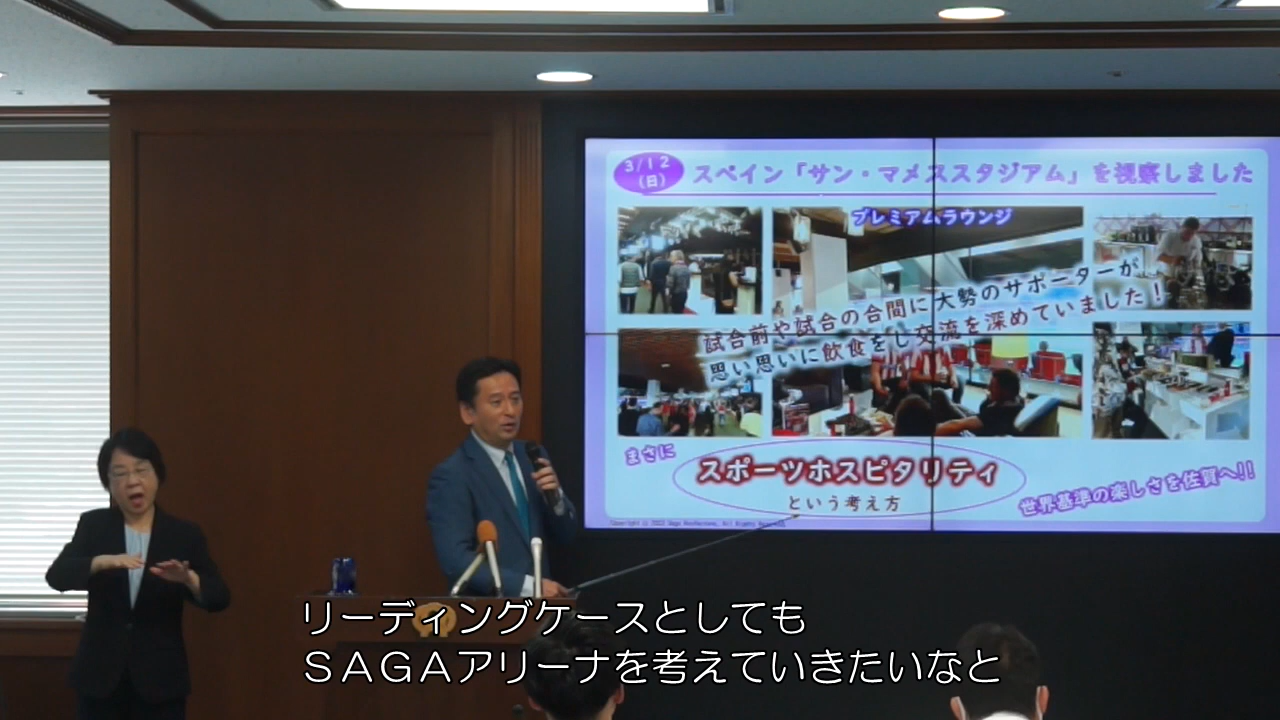 3/12
(日)
スペイン「サン・マメススタジアム」を視察しました
プレミアムラウンジ
試合前や試合の合間に大勢のサポーターが、
思い思いに飲食をし交流を深めていました！
まさに
スポーツホスピタリティ
という考え方
世界基準の楽しさを佐賀へ!!
リーディングケースとしても
ＳＡＧＡアリーナを考えていきたいなと